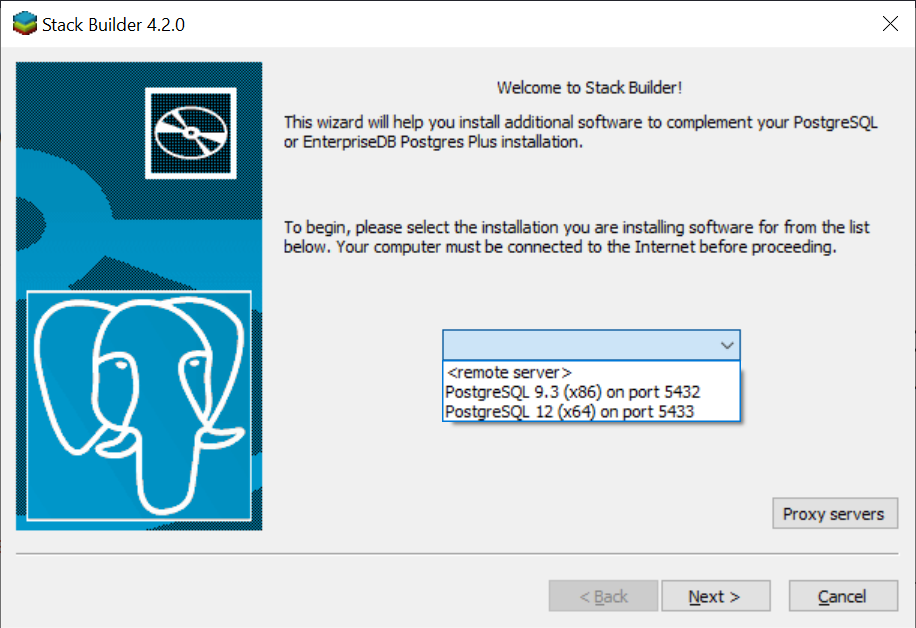 Stack Builder 4.2.0
Welcome to Stack Builder!
This wizard will help you install additional software to complement your PostgreSQL
or EnterpriseDB Postgres Plus installation.
To begin, please select the installation you are installing software for from the list
below. Your computer must be connected to the Internet before proceeding.
<remote server>
PostgreSQL 9.3 (x86) on port 5432
PostgreSQL 12 (x64) on port 5433
Proxy servers
< Back
Next >
Cancel